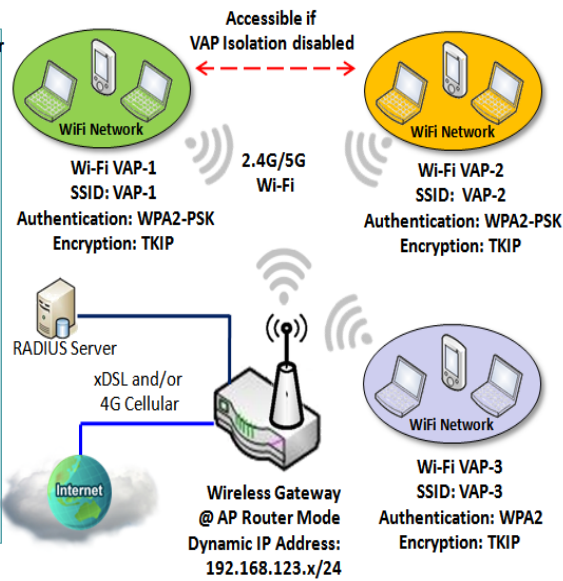 Accessible if
VAP Isolation disabled
r
WiFi Network
WiFi Network
Wi-Fi VAP-1
SSID: VAP-1
Authentication: WPA2-PSK
Encryption: TKIP
2.4G/5G
Wi-Fi
Wi-Fi VAP-2
SSID: VAP-2
Authentication: WPA2-PSK
Encryption: TKIP
RADIUS Server
xDSL and/or
4G Cellular
Internet
Wireless Gateway
@ AP Router Mode
Dynamic IP Address:
192.168.123.x/24
WiFi Network
Wi-Fi VAP-3
SSID: VAP-3
Authentication: WPA2
Encryption: TKIP